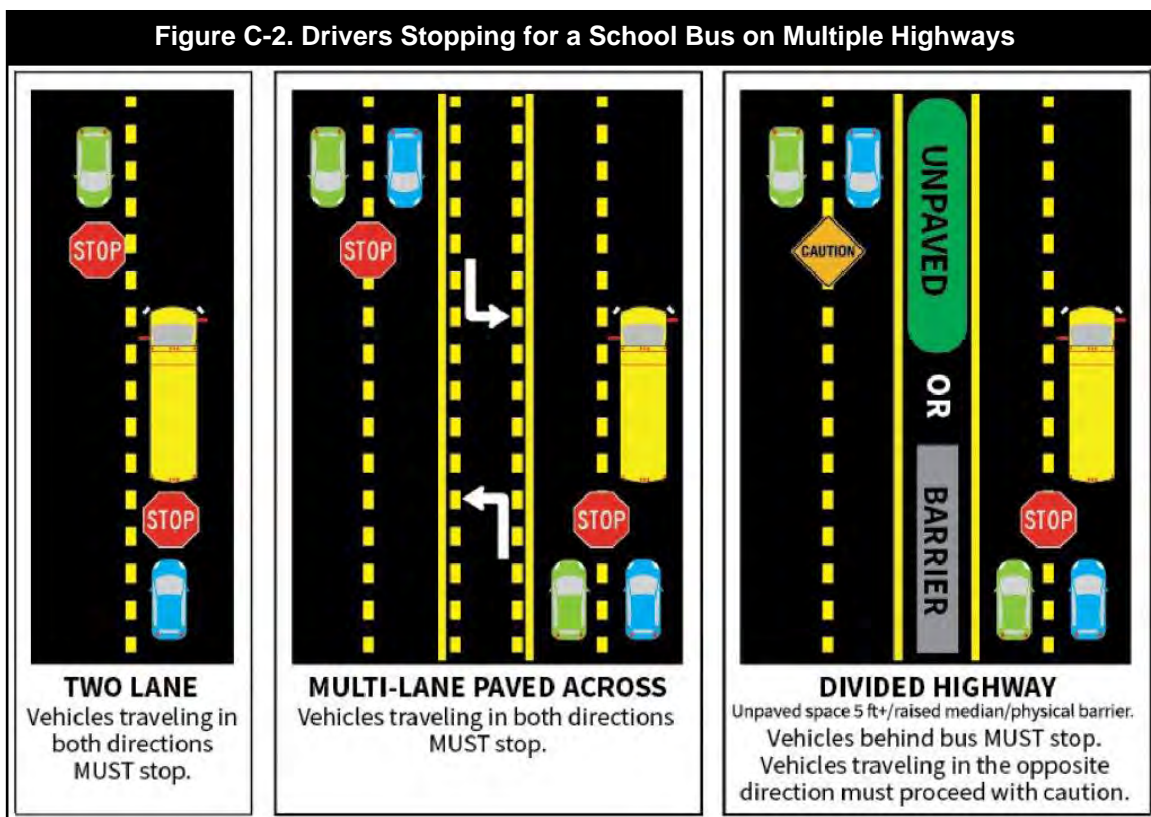 Figure C-2. Drivers Stopping for a School Bus on Multiple Highways
STOP
STOP
TWO LANE
Vehicles traveling in
both directions
MUST stop.
STOP
STOP
MULTI-LANE PAVED ACROSS
Vehicles traveling in both directions
MUST stop.
CAUTION
UNPAVED
OR
BARRIER
STOP
DIVIDED HIGHWAY
Unpaved space 5 ft+/raised median/physical barrier.
Vehicles behind bus MUST stop.
Vehicles traveling in the opposite
direction must proceed with caution.